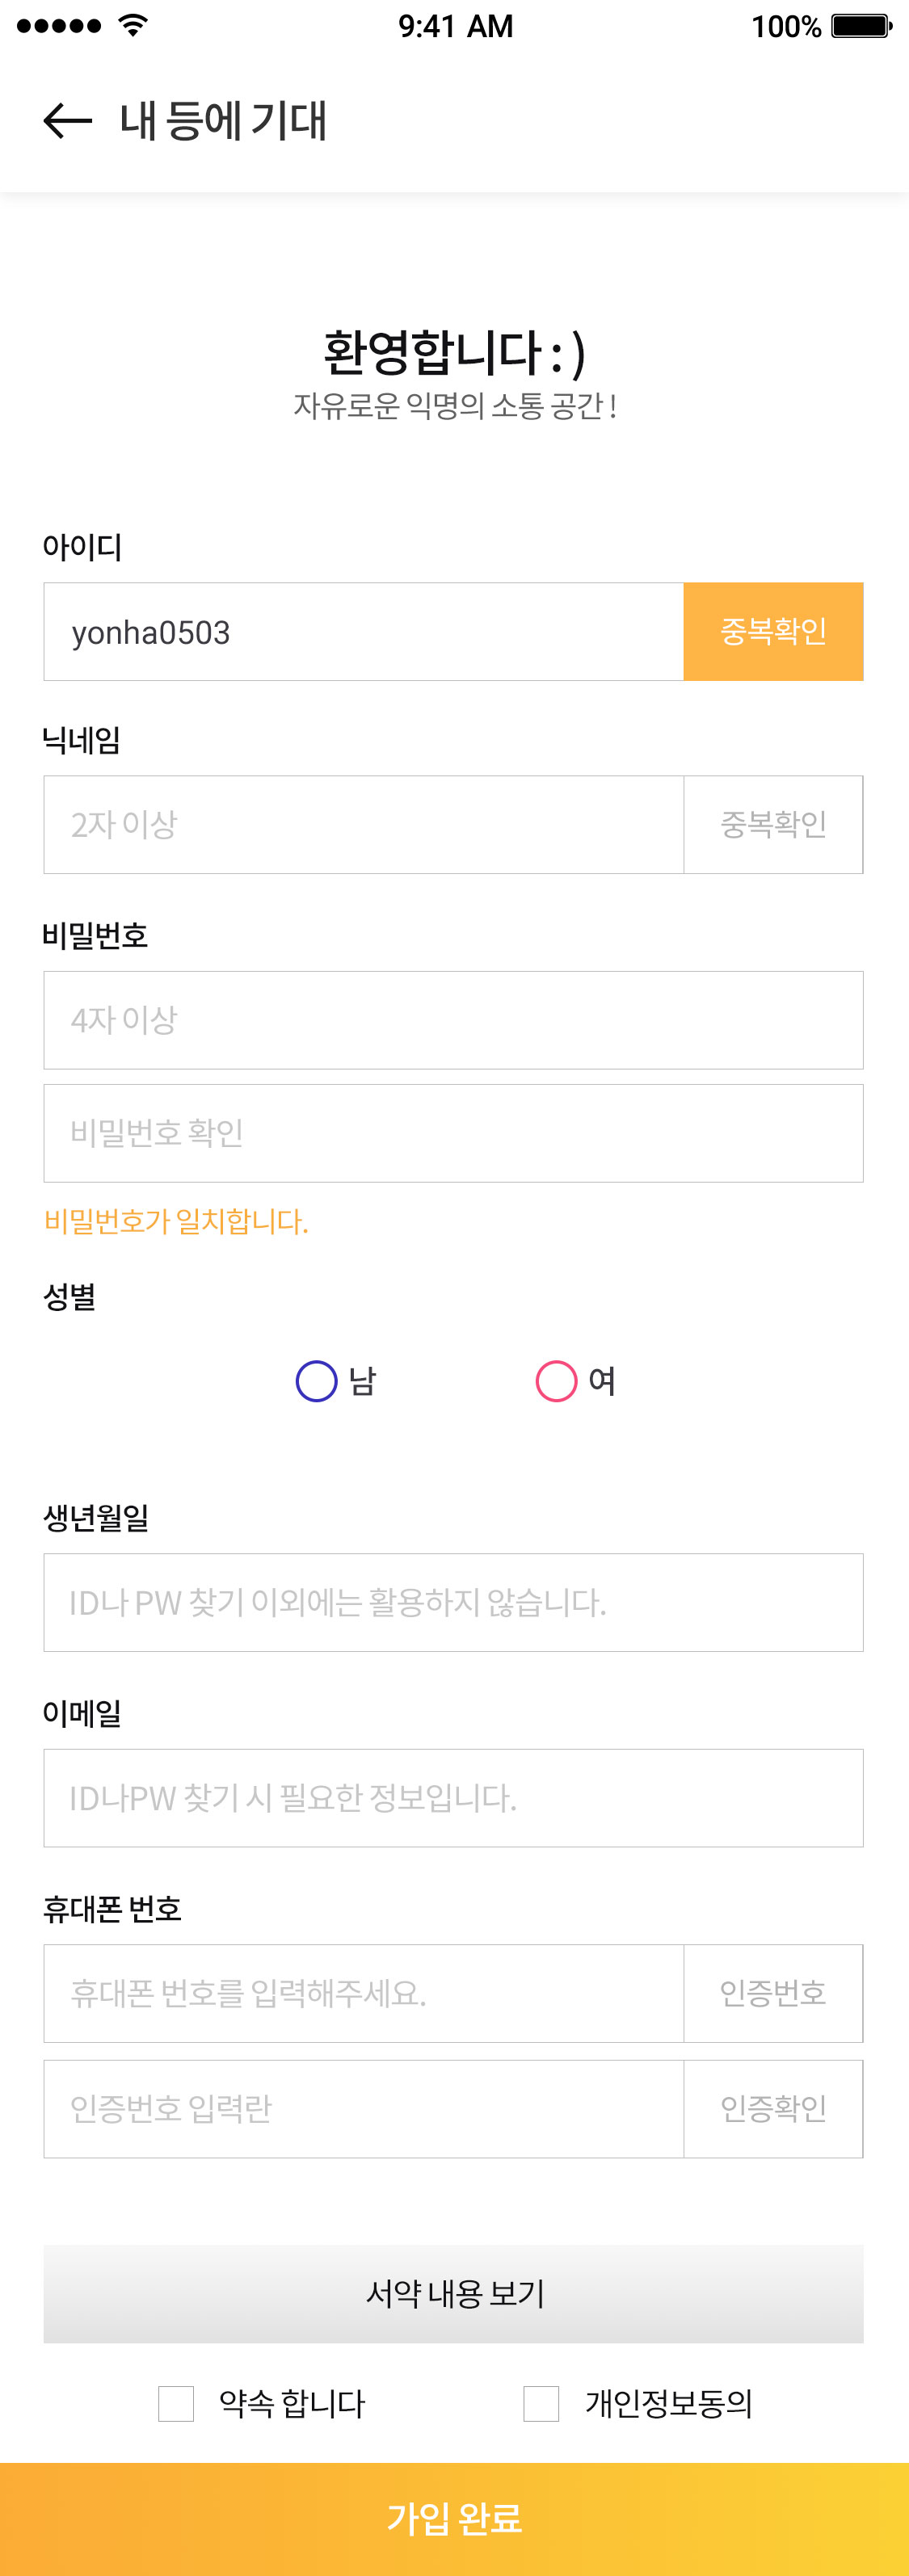 9:41 AM 100%
내 등에 기대
환영합니다 : )
자유로운 익명의 소통 공간 !
아이디
yonha0503 중복확인
닉네임
2자 이상 중복확인
비밀번호
4자 이상
비밀번호 확인
비밀번호가 일치합니다.
성별
남 여
생년월일
ID나 PW 찾기 이외에는 활용하지 않습니다.
이메일
ID나PW 찾기 시 필요한 정보입니다.
휴대폰 번호
휴대폰 번호를 입력해주세요. 인증번호
인증번호 입력란 인증확인
서약 내용 보기
약속 합니다 개인정보동의
가입 완료